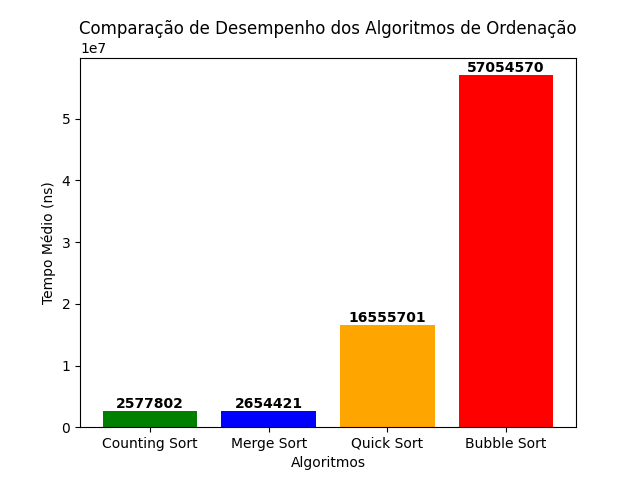 Comparação de Desempenho dos Algoritmos de Ordenação
1e7
57054570
5
4
Tempo Médio (ns)
3
16555701
2
1
2577802 2654421
0
Counting Sort Merge Sort Quick Sort Bubble Sort
Algoritmos